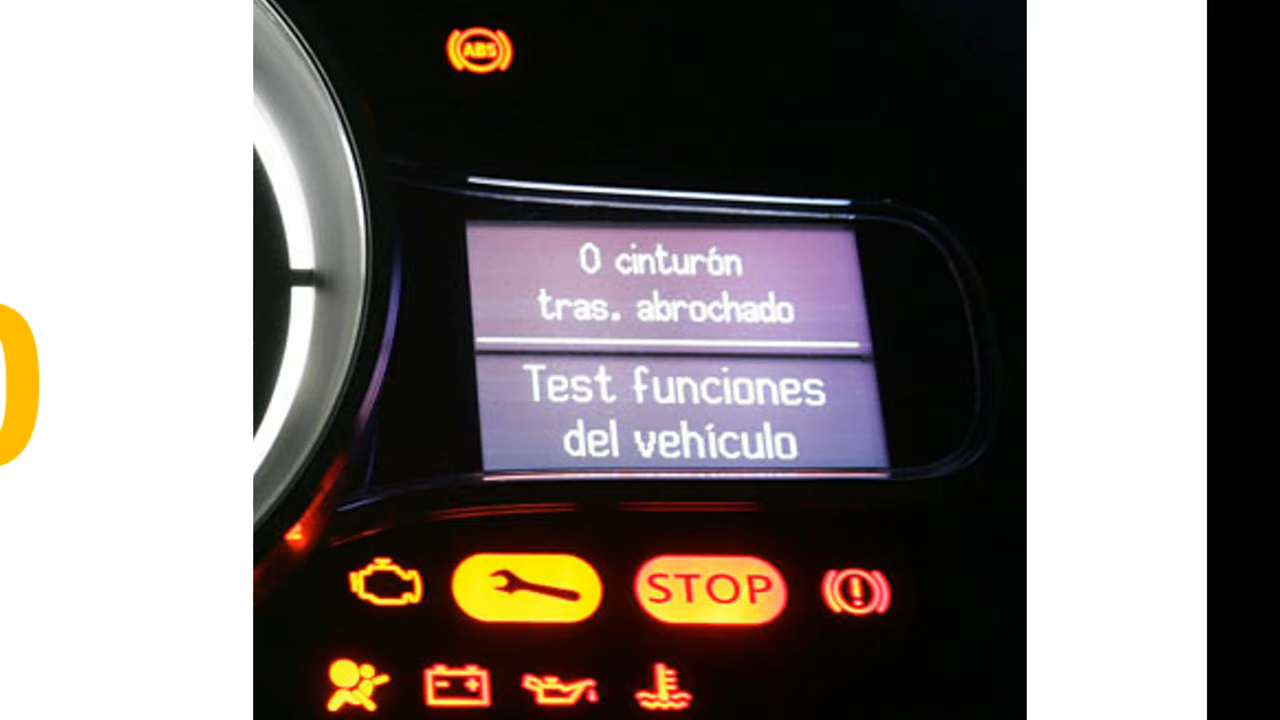 ABS
0 cinturón
tras. abrochado
Test funciones
del vehículo
STOP